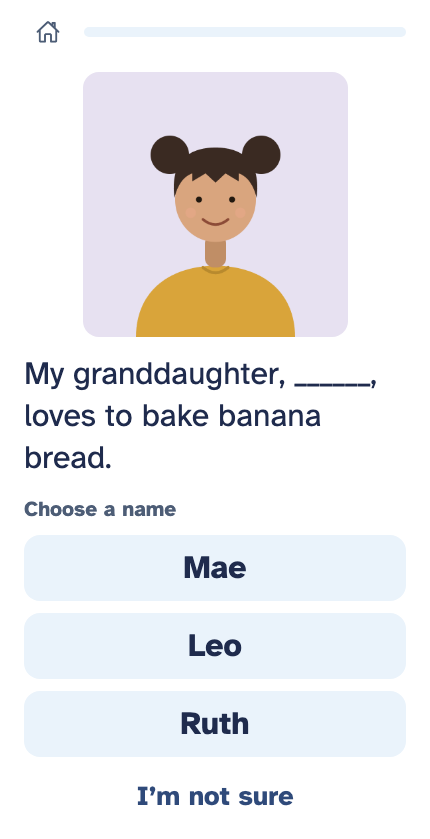 My granddaughter, ______,
loves to bake banana
bread.
Choose a name
Mae
Leo
Ruth
I’m not sure